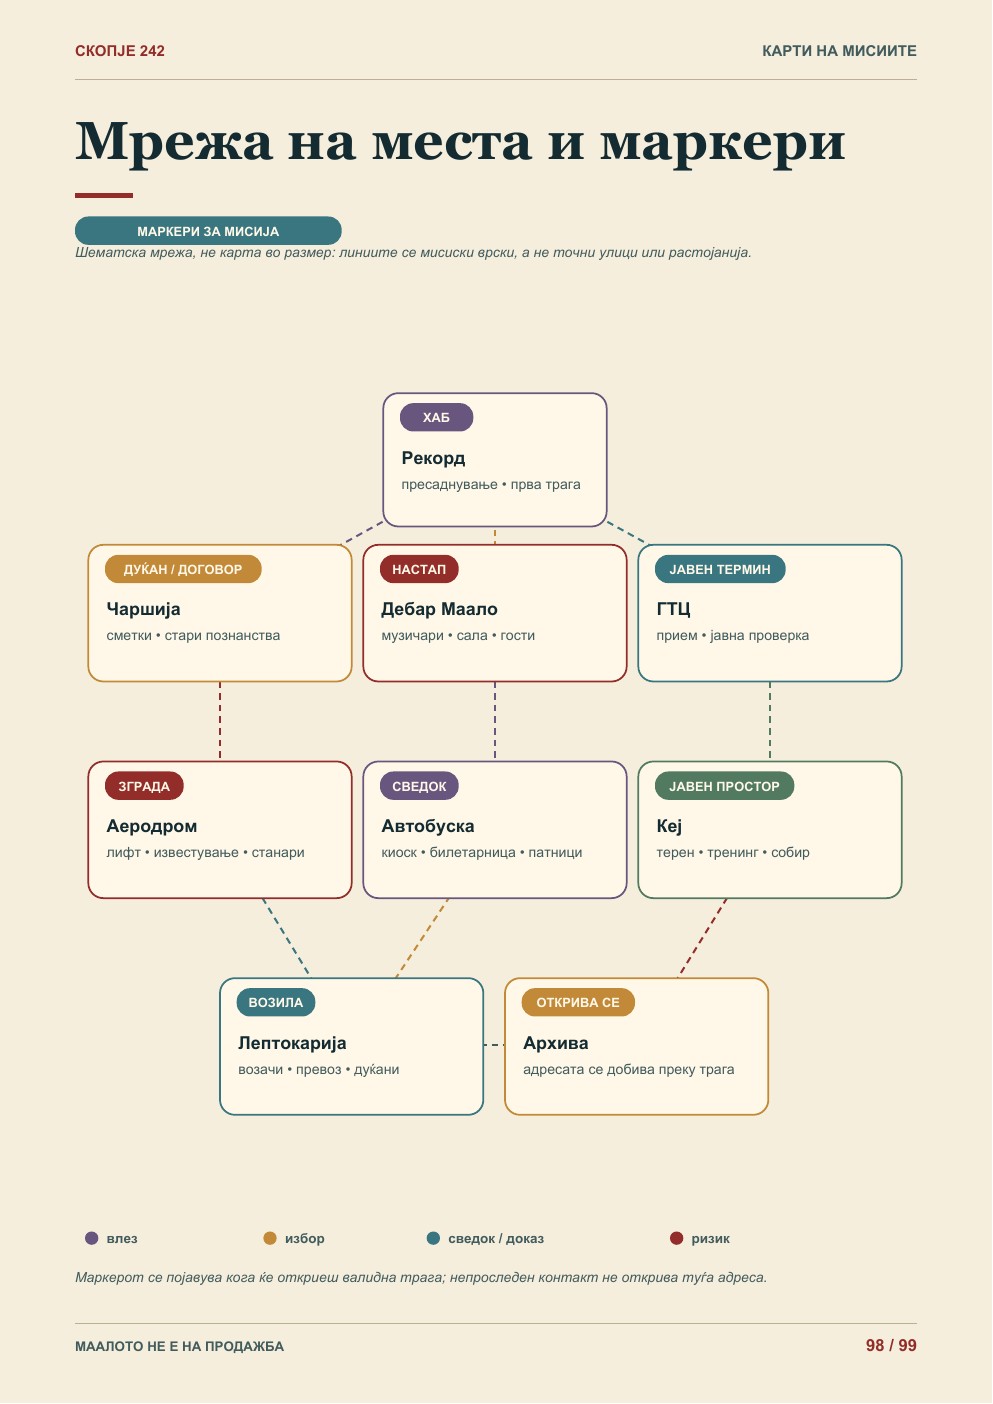 СКОПЈЕ 242
КАРТИ НА МИСИИТЕ
Мрежа на места и маркери
МАРКЕРИ ЗА МИСИЈА
Шематска мрежа, не карта во размер: линиите се мисиски врски, а не точни улици или растојанија.
ХАБ
Рекорд
пресаднување • прва трага
ДУЌАН / ДОГОВОР
Чаршија
сметки • стари познанства
НАСТАП
Дебар Маало
музичари • сала • гости
ЈАВЕН ТЕРМИН
ГТЦ
прием • јавна проверка
ЗГРАДА
Аеродром
лифт • известување • станари
СВЕДОК
Автобуска
киоск • билетарница • патници
ЈАВЕН ПРОСТОР
Кеј
терен • тренинг • собир
ВОЗИЛА
Лептокарија
возачи • превоз • дуќани
ОТКРИВА СЕ
Архива
адресата се добива преку трага
влез
избор
сведок / доказ
ризик
Маркерот се појавува кога ќе откриеш валидна трага; непроследен контакт не открива туѓа адреса.
МААЛОТО НЕ Е НА ПРОДАЖБА
98 / 99